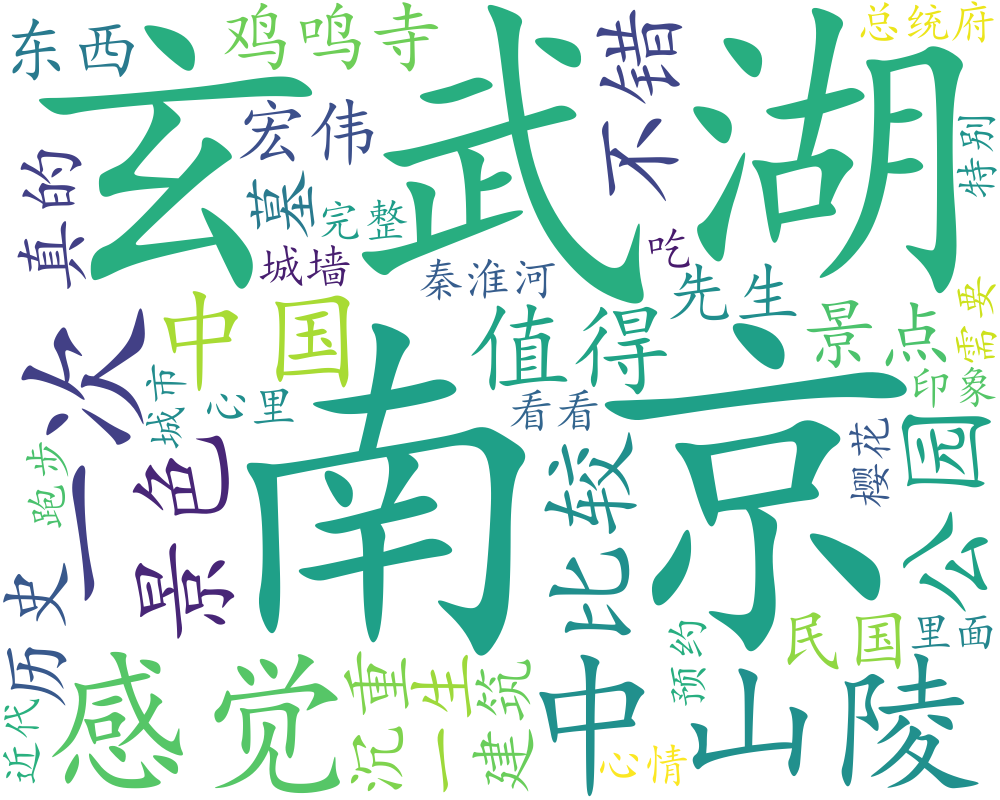 东西
鸡鸣寺
不错
总统府
玄武湖
宏伟
特别
真的
墓
完整
城墙
秦淮河
吃
先生
中国
值得
景点
需要
一次
城市
心里
看看
印象
南京
跑步
景色
比较
樱花
公园
历史
民国
里面
感觉
沉重
一生
建筑
预约
中山陵
近代
心情